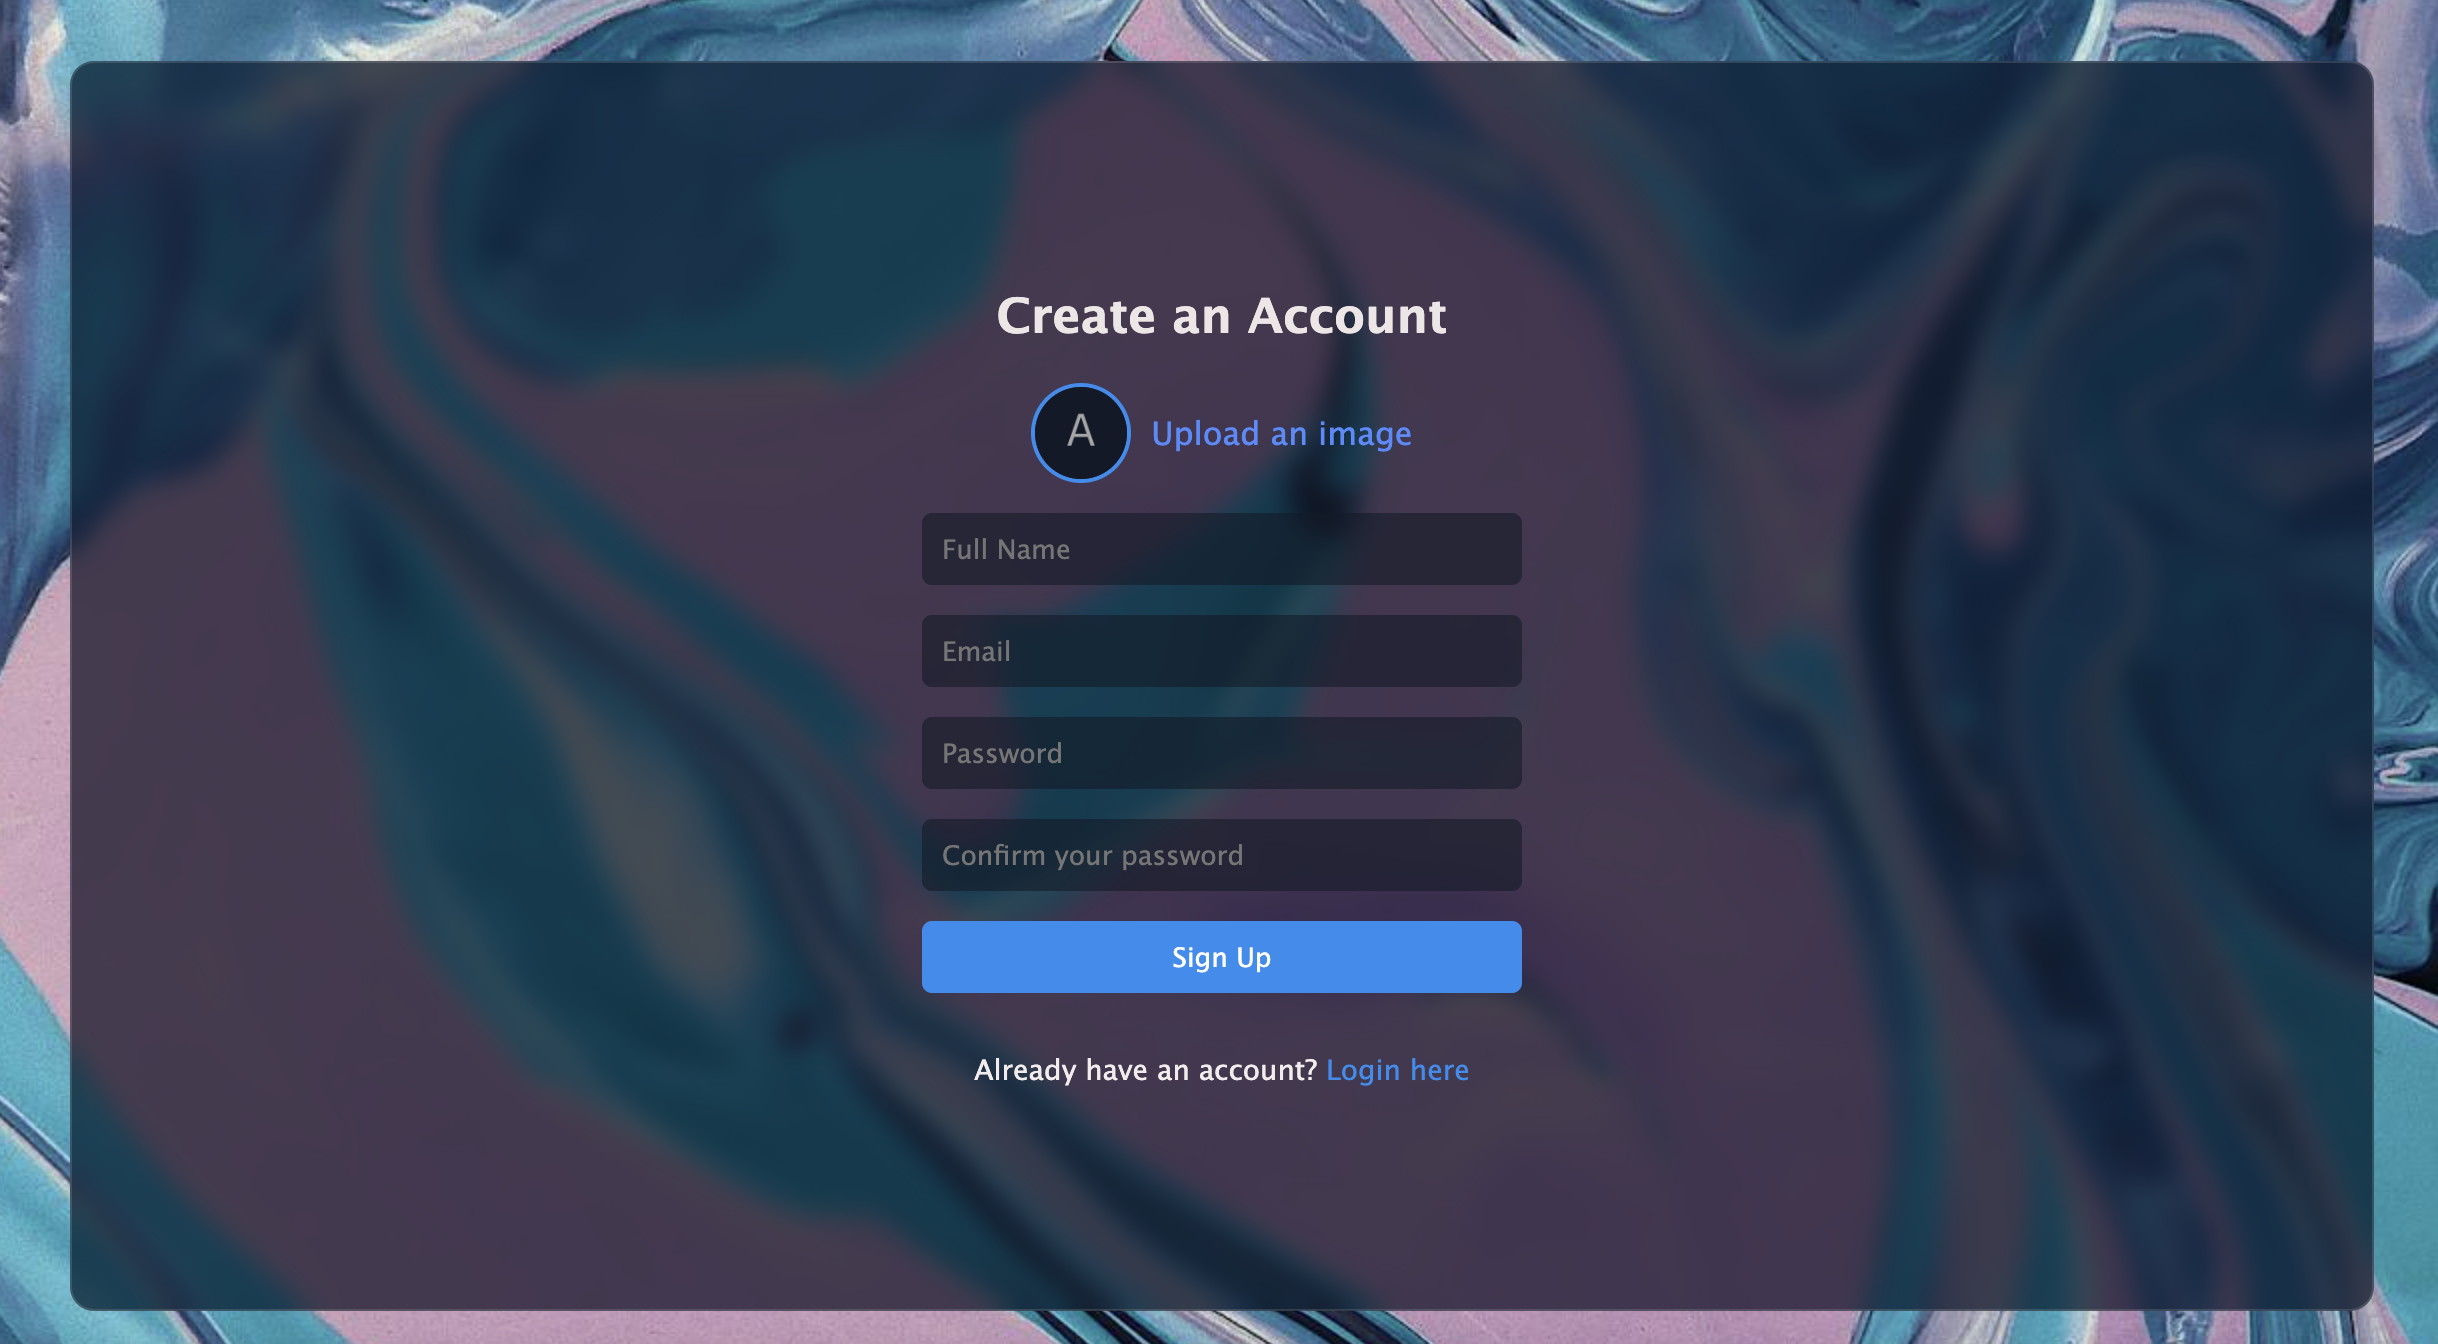 Create an Account
A
Upload an image
Full Name
Email
Password
Confirm your password
Sign Up
Already have an account? Login here